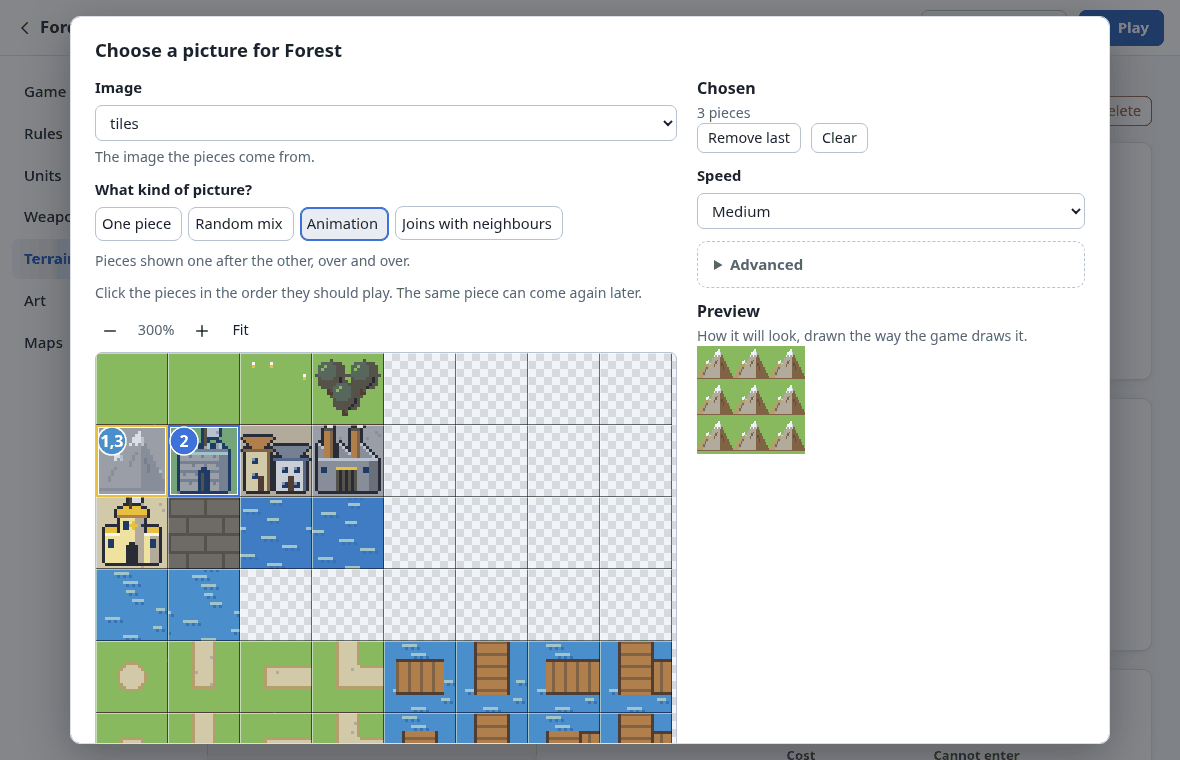 Play
Game
Rules
Units
Terrain
Art
Maps
Choose a picture for Forest
Image
tiles
The image the pieces come from.
What kind of picture?
One piece
Random mix
Animation
Joins with neighbours
Pieces shown one after the other, over and over.
Click the pieces in the order they should play. The same piece can come again later.
300%
Fit
1,3
2
Chosen
3 pieces
Remove last
Clear
Speed
Medium
Advanced
Preview
How it will look, drawn the way the game draws it.
Cost
Cannot enter